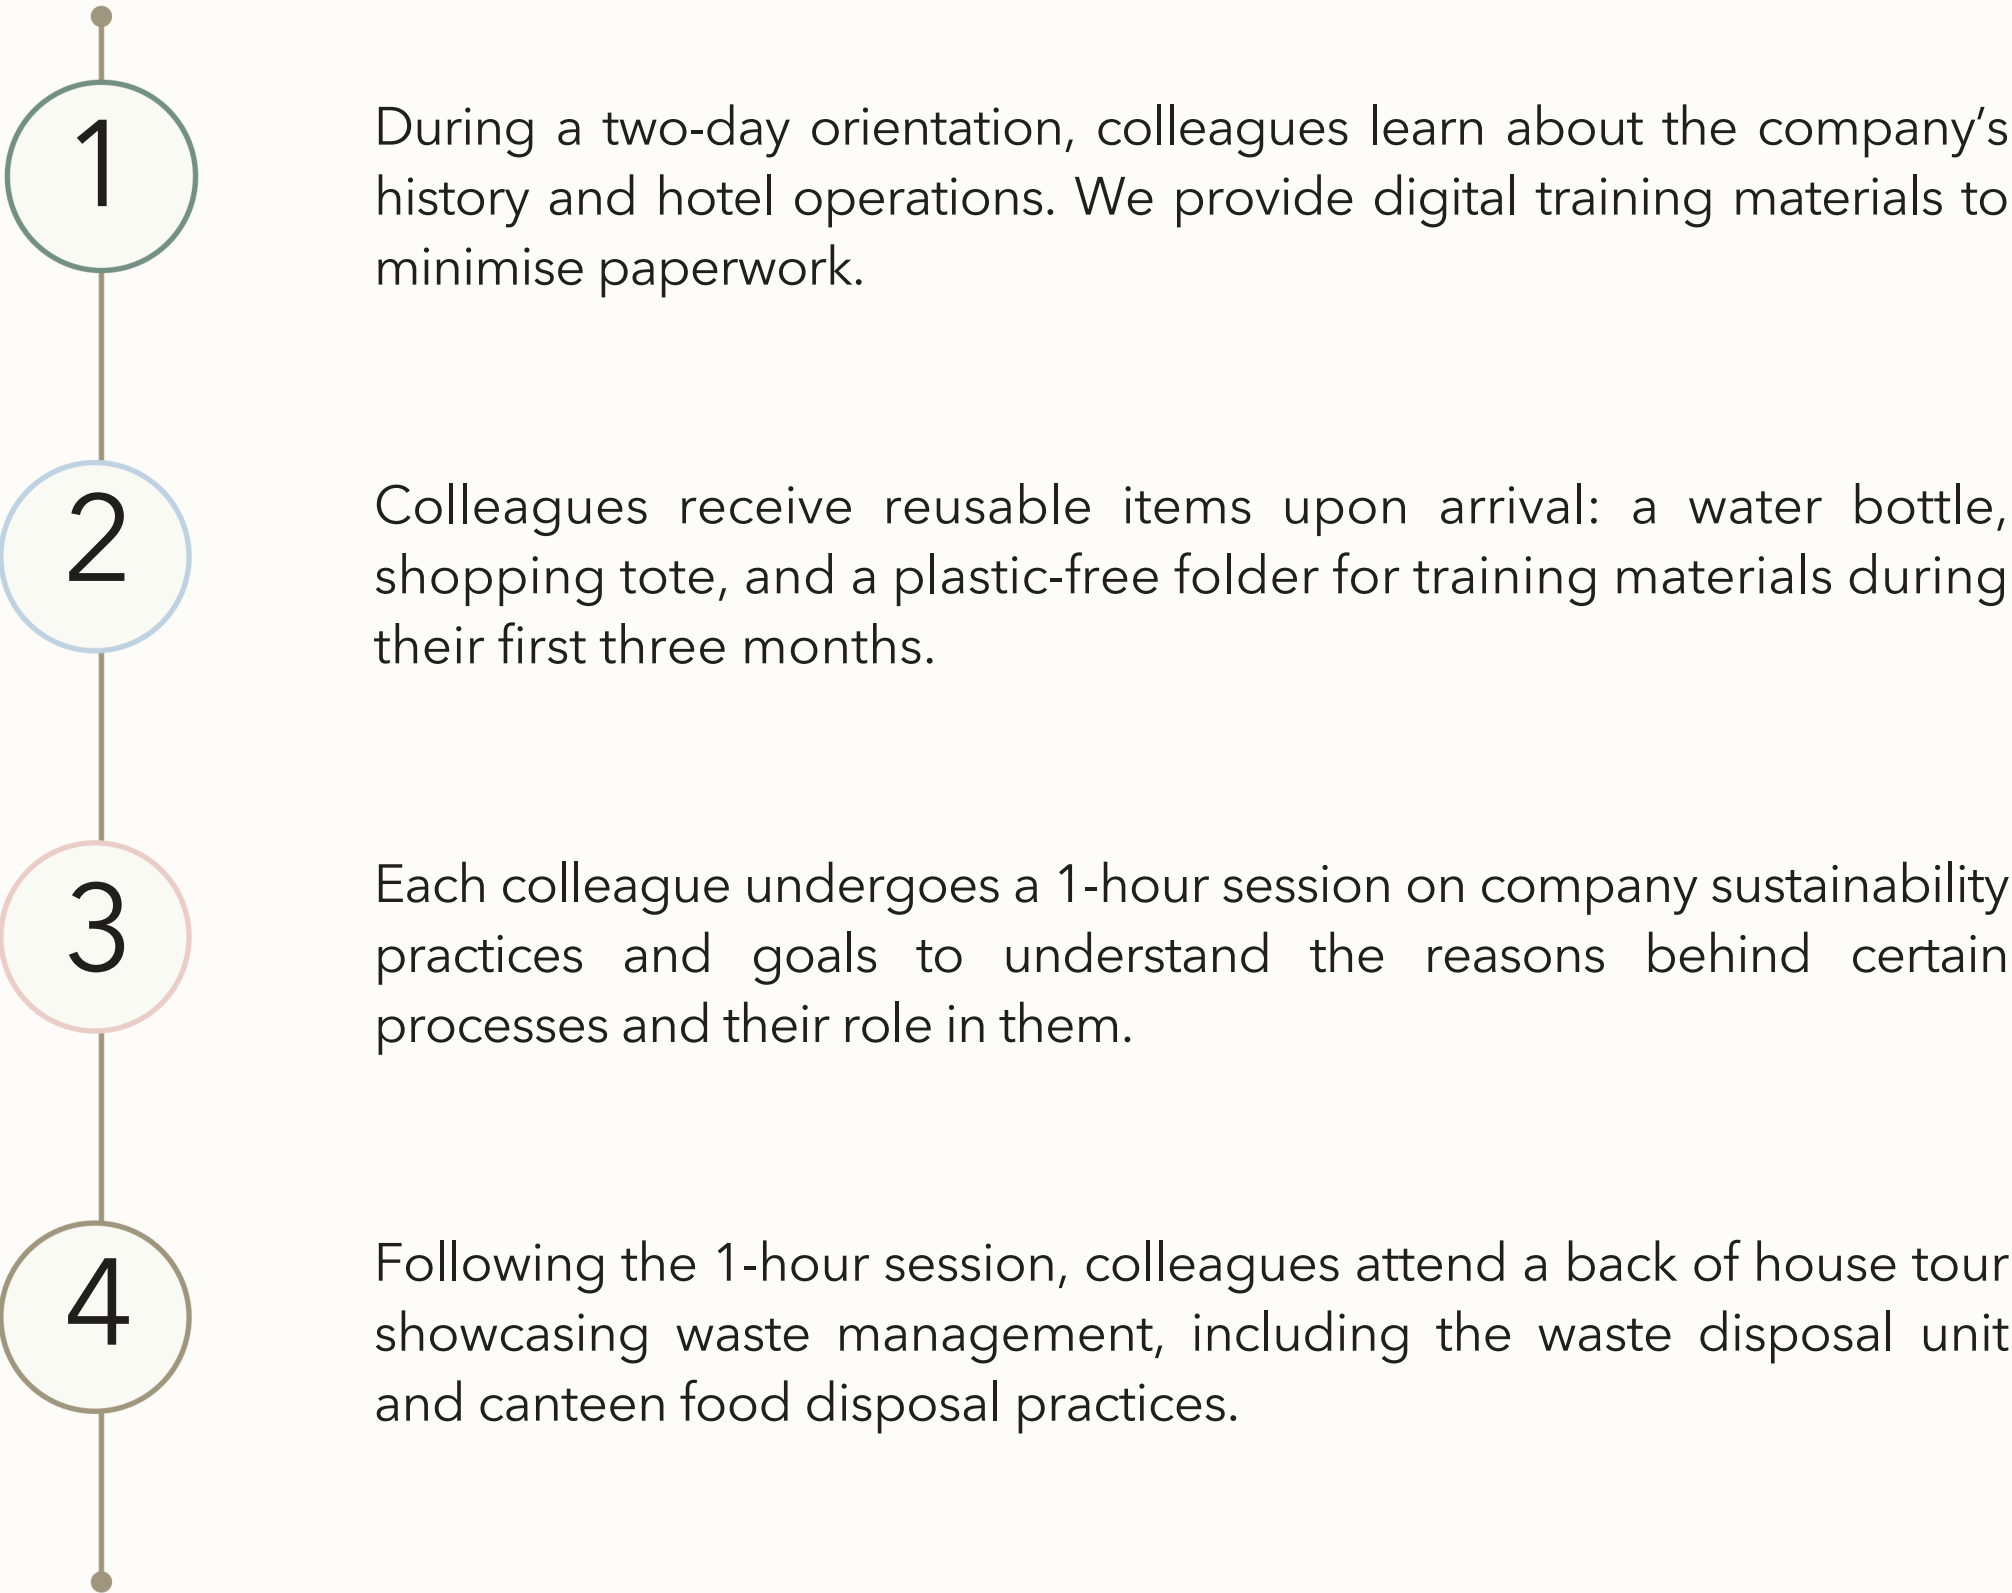 1
During a two-day orientation, colleagues learn about the company’s
history and hotel operations. We provide digital training materials to
minimise paperwork.
2
Colleagues receive reusable items upon arrival: a water bottle,
shopping tote, and a plastic-free folder for training materials during
their first three months.
3
Each colleague undergoes a 1-hour session on company sustainability
practices and goals to understand the reasons behind certain
processes and their role in them.
4
Following the 1-hour session, colleagues attend a back of house tour
showcasing waste management, including the waste disposal unit
and canteen food disposal practices.